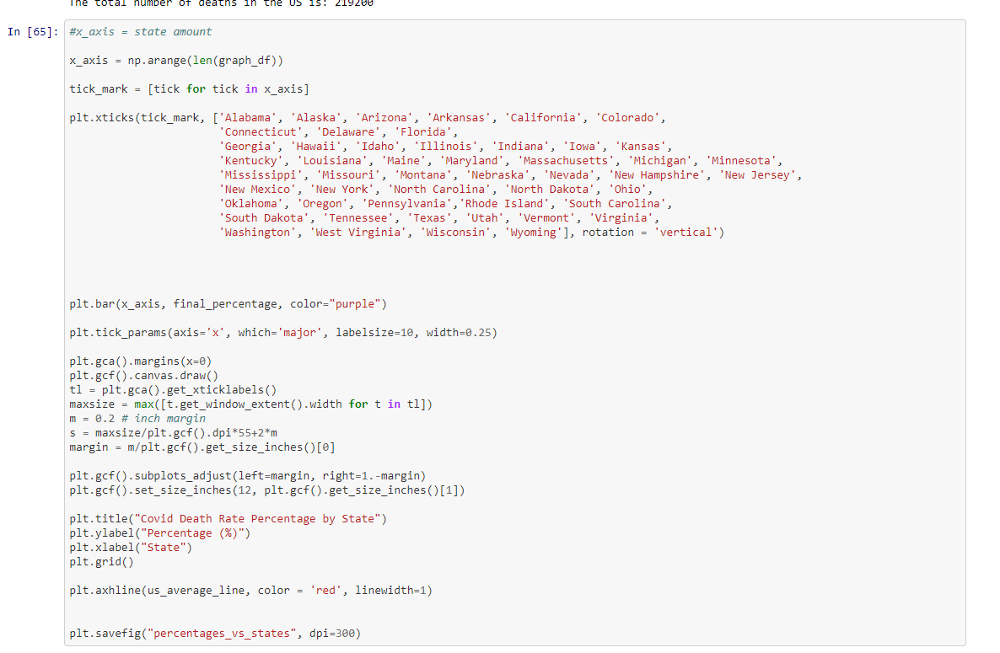 The total number of deaths in the US is: 219200
In [65]: #x_axis = state amount
x_axis = np.arange(len(graph_df))
tick_mark = [tick for tick in x_axis]
plt.xticks(tick_mark, ['Alabama', 'Alaska', 'Arizona', 'Arkansas', 'California', 'Colorado',
'Connecticut', 'Delaware', 'Florida',
'Georgia', 'Hawaii', 'Idaho', 'Illinois', 'Indiana', 'Iowa', 'Kansas',
'Kentucky', 'Louisiana', 'Maine', 'Maryland', 'Massachusetts', 'Michigan', 'Minnesota',
'Mississippi', 'Missouri', 'Montana', 'Nebraska', 'Nevada', 'New Hampshire', 'New Jersey',
'New Mexico', 'New York', 'North Carolina', 'North Dakota', 'Ohio',
'Oklahoma', 'Oregon', 'Pennsylvania','Rhode Island', 'South Carolina',
'South Dakota', 'Tennessee', 'Texas', 'Utah', 'Vermont', 'Virginia',
'Washington', 'West Virginia', 'Wisconsin', 'Wyoming'], rotation = 'vertical')
plt.bar(x_axis, final_percentage, color="purple")
plt.tick_params(axis='x', which='major', labelsize=10, width=0.25)
plt.gca().margins(x=0)
plt.gcf().canvas.draw()
tl = plt.gca().get_xticklabels()
maxsize = max([t.get_window_extent().width for t in tl])
m = 0.2 # inch margin
s = maxsize/plt.gcf().dpi*55+2*m
margin = m/plt.gcf().get_size_inches()[0]
plt.gcf().subplots_adjust(left=margin, right=1.-margin)
plt.gcf().set_size_inches(12, plt.gcf().get_size_inches()[1])
plt.title("Covid Death Rate Percentage by State")
plt.ylabel("Percentage (%)")
plt.xlabel("State")
plt.grid()
plt.axhline(us_average_line, color = 'red', linewidth=1)
plt.savefig("percentages_vs_states", dpi=300)